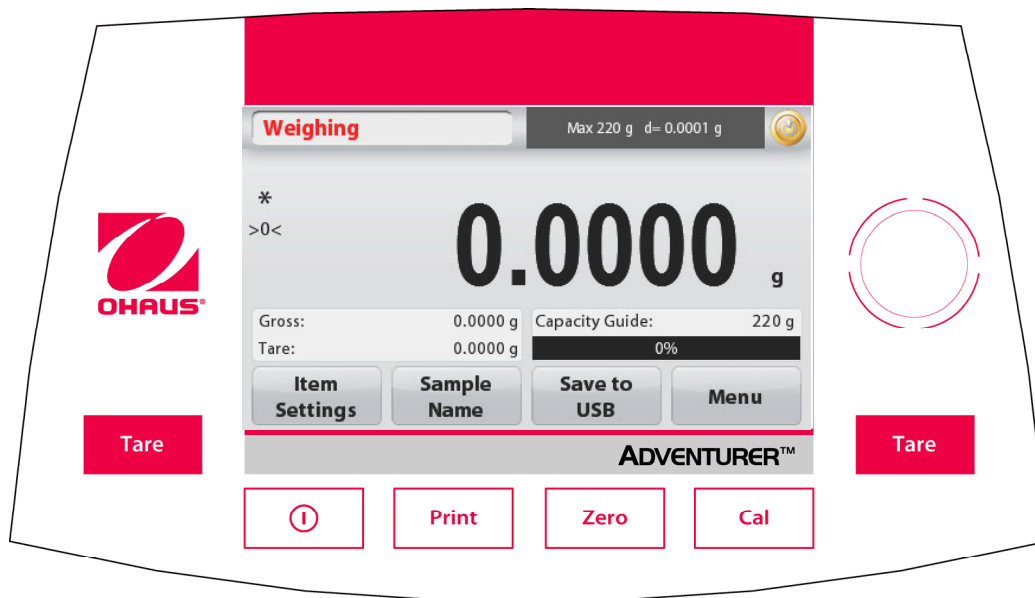 Weighing
Max 220 g d= 0.0001 g
*
>0<
0.0000 g
OHAUS®
Gross: 0.0000 g
Tare: 0.0000 g
Capacity Guide: 220 g
0%
Item Settings
Sample Name
Save to USB
Menu
Tare
ADVENTURER™
Tare
Print
Zero
Cal